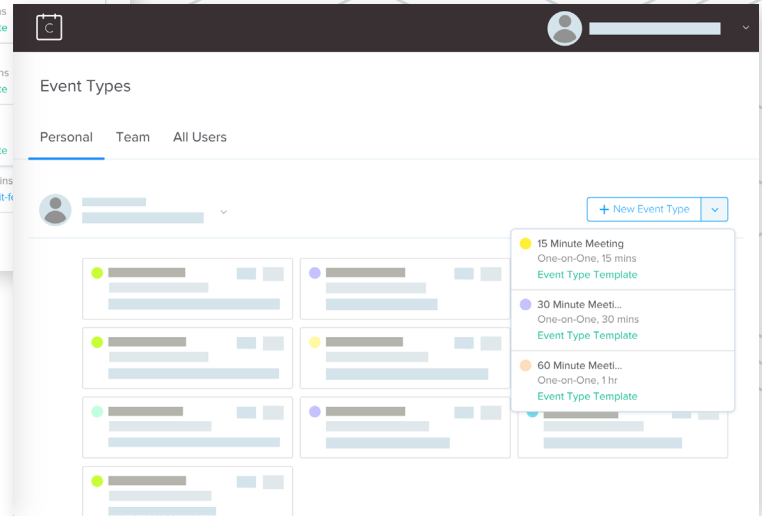 C
Event Types
Personal Team All Users
+ New Event Type
15 Minute Meeting
One-on-One, 15 mins
Event Type Template
30 Minute Meeti...
One-on-One, 30 mins
Event Type Template
60 Minute Meeti...
One-on-One, 1 hr
Event Type Template